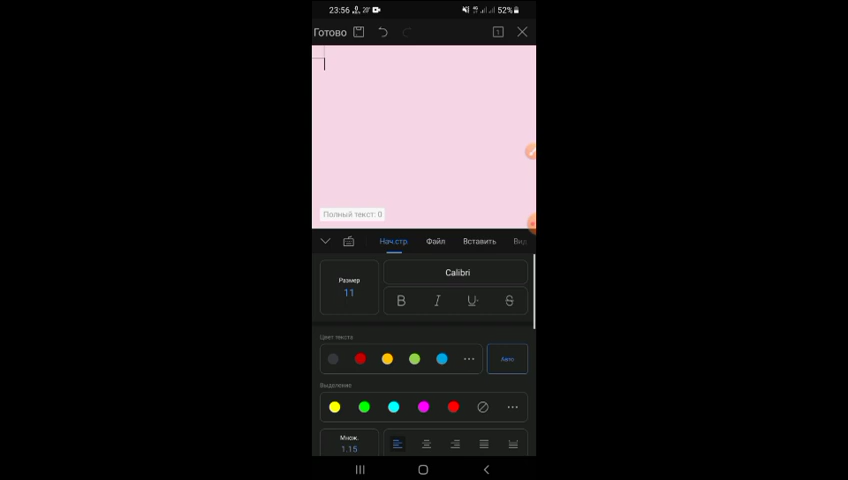 23:56 52%
Готово 1
Полный текст: 0
Нач.стр. Файл Вставить Вид
Размер
11
Calibri
B I U S
Цвет текста
Авто
Выделение
Множ.
1.15